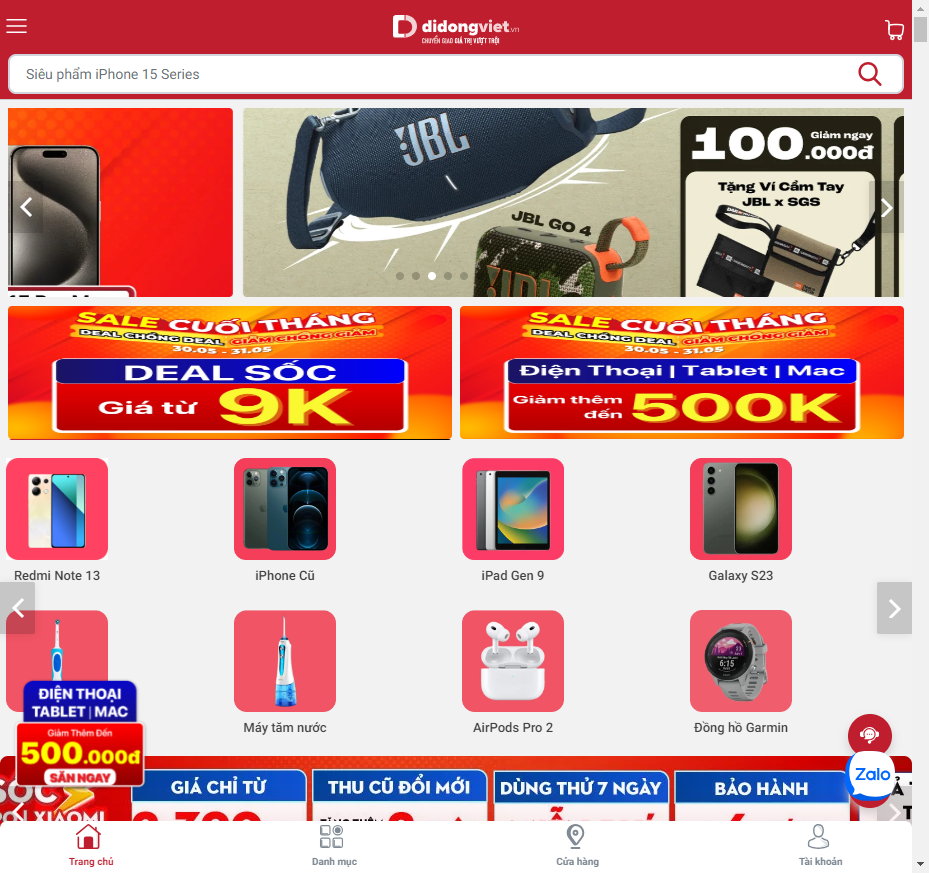 didongviet.vn
CHUYỂN GIAO GIÁ TRỊ VƯỢT TRỘI
Siêu phẩm iPhone 15 Series
JBL
JBL GO 4
JBL
100.000đ
Giảm ngay
Tặng Ví Cầm Tay
JBL x SGS
SALE CUỐI THÁNG
DEAL CHỒNG DEAL GIẢM CHỒNG GIẢM
30.05 - 31.05
DEAL SỐC
Giá từ 9K
SALE CUỐI THÁNG
DEAL CHỒNG DEAL GIẢM CHỒNG GIẢM
30.05 - 31.05
Điện Thoại | Tablet | Mac
Giảm thêm đến 500K
Redmi Note 13
iPhone Cũ
iPad Gen 9
Galaxy S23
6:15
Máy tăm nước
AirPods Pro 2
Đồng hồ Garmin
ĐIỆN THOẠI
TABLET | MAC
Giảm Thêm Đến
500.000đ
SĂN NGAY
Zalo
SỐC
XIAOMI
GIÁ CHỈ TỪ
THU CŨ ĐỔI MỚI
DÙNG THỬ 7 NGÀY
BẢO HÀNH
Trang chủ
Danh mục
Cửa hàng
Tài khoản